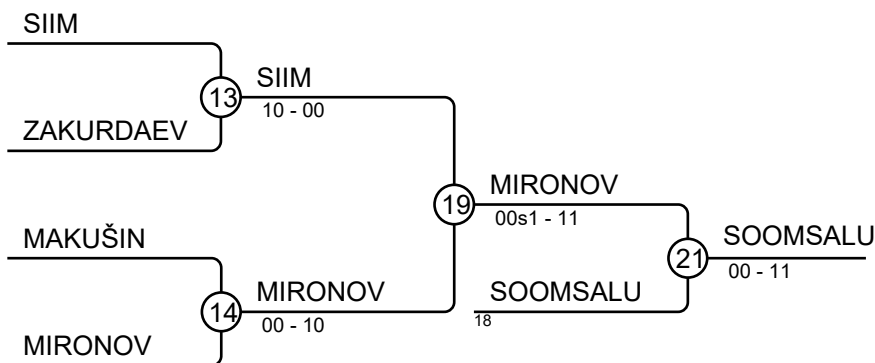 SIIM
13
SIIM
10 - 00
ZAKURDAEV
19
MIRONOV
00s1 - 11
MAKUŠIN
14
MIRONOV
00 - 10
MIRONOV
21
SOOMSALU
00 - 11
SOOMSALU
18